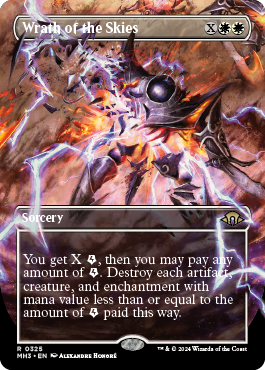 Wrath of the Skies X
Sorcery
You get X , then you may pay any
amount of . Destroy each artifact,
creature, and enchantment with
mana value less than or equal to the
amount of paid this way.
R 0325
MH3 • EN ALEXANDRE HONORÉ
™ & © 2024 Wizards of the Coast